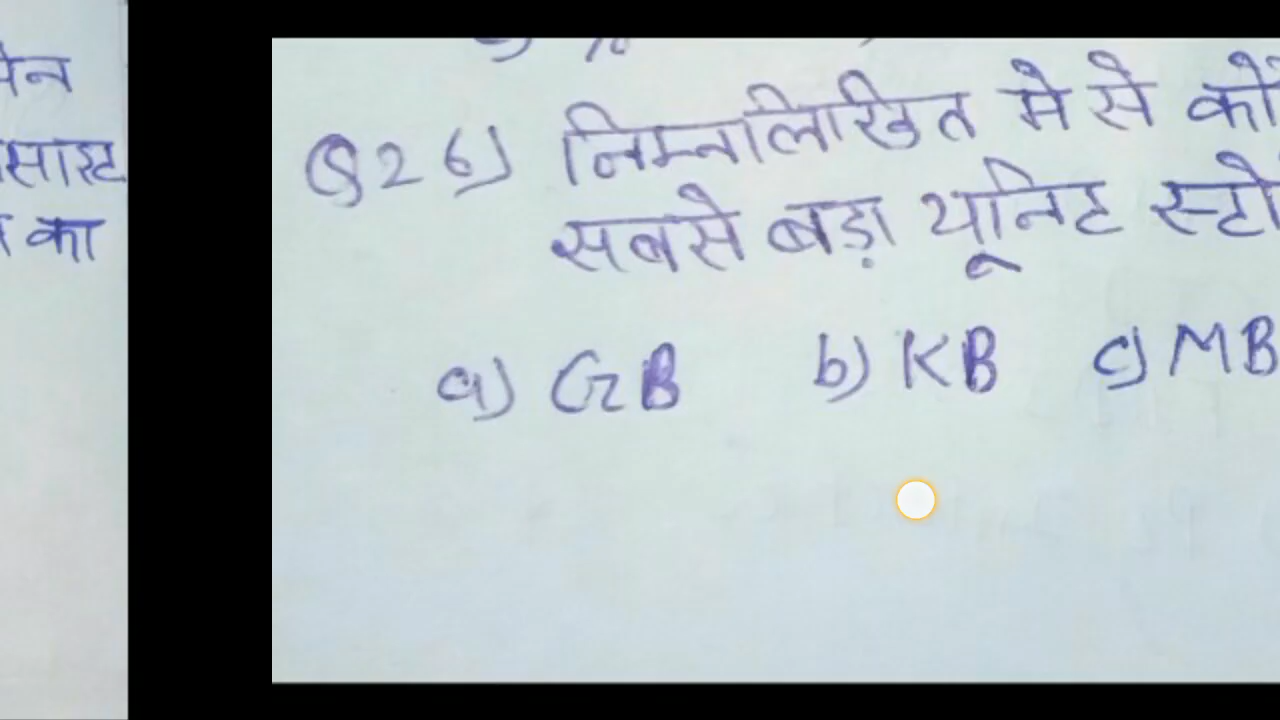 का
Q26) निम्नलिखित मे से
सबसे बड़ा यूनिट
a) GB b) KB c) MB